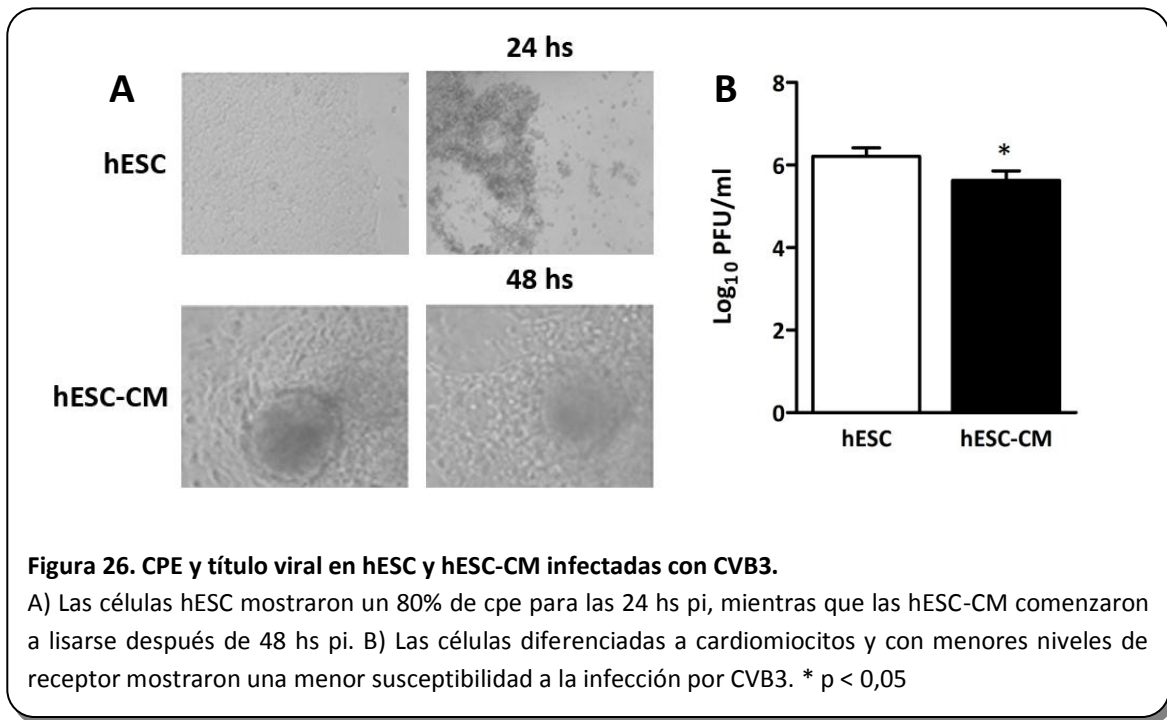 24 hs
A
hESC
48 hs
hESC-CM
B
8
6
4
2
0
Log10 PFU/ml
*
hESC
hESC-CM
Figura 26. CPE y título viral en hESC y hESC-CM infectadas con CVB3.
A) Las células hESC mostraron un 80% de cpe para las 24 hs pi, mientras que las hESC-CM comenzaron
a lisarse después de 48 hs pi. B) Las células diferenciadas a cardiomiocitos y con menores niveles de
receptor mostraron una menor susceptibilidad a la infección por CVB3. * p < 0,05